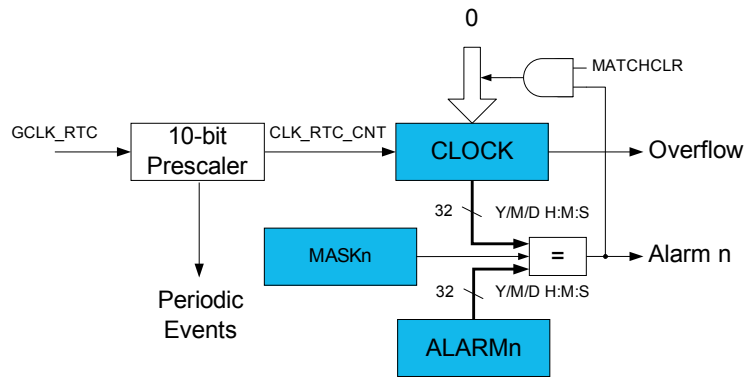 0
MATCHCLR
GCLK_RTC
10-bit
Prescaler
CLK_RTC_CNT
CLOCK
Overflow
32
Y/M/D H:M:S
MASKn
=
Alarm n
Periodic
Events
32
Y/M/D H:M:S
ALARMn